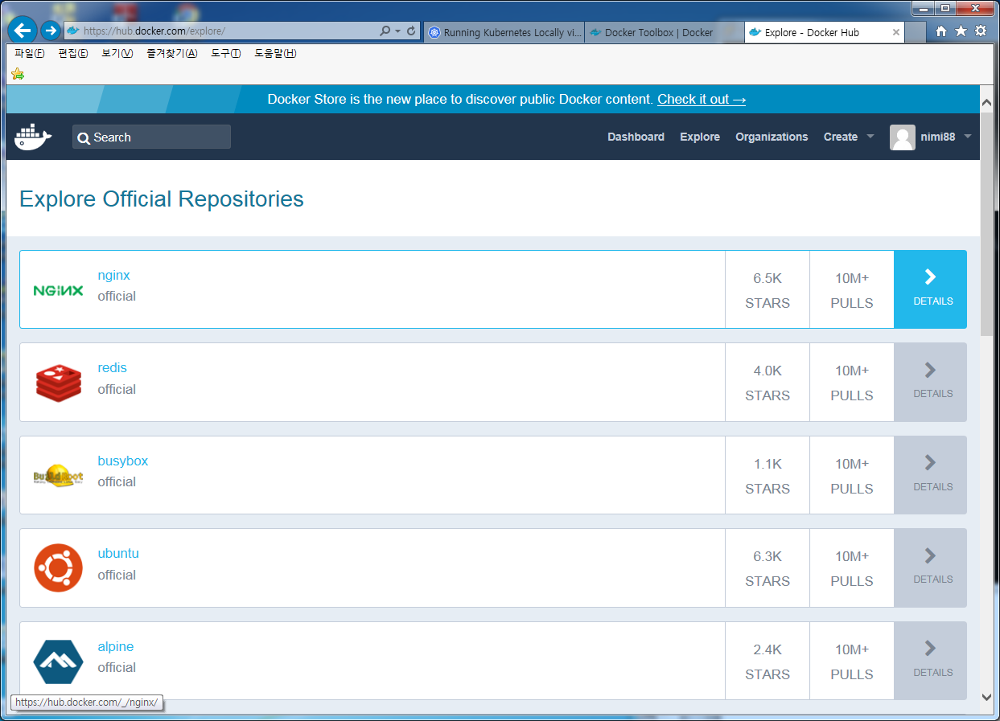 https://hub.docker.com/explore/
Running Kubernetes Locally vi...
Docker Toolbox | Docker
Explore - Docker Hub
파일(F) 편집(E) 보기(V) 즐겨찾기(A) 도구(T) 도움말(H)
Docker Store is the new place to discover public Docker content. Check it out →
Search
Dashboard Explore Organizations Create nimi88
Explore Official Repositories
NGiNX
nginx
official
6.5K
STARS
10M+
PULLS
DETAILS
redis
official
4.0K
STARS
10M+
PULLS
DETAILS
busybox
official
1.1K
STARS
10M+
PULLS
DETAILS
ubuntu
official
6.3K
STARS
10M+
PULLS
DETAILS
alpine
official
2.4K
STARS
10M+
PULLS
DETAILS
https://hub.docker.com/_/nginx/